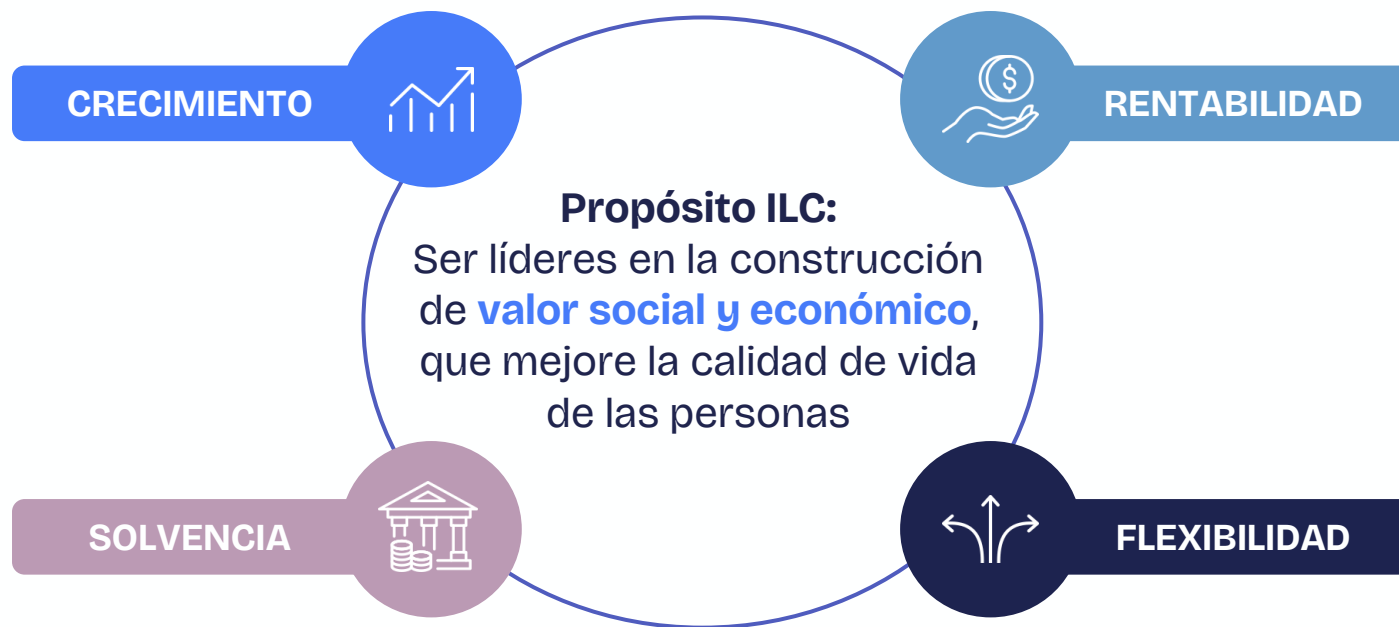 CRECIMIENTO
RENTABILIDAD
Propósito ILC:
Ser líderes en la construcción
de valor social y económico,
que mejore la calidad de vida
de las personas
SOLVENCIA
FLEXIBILIDAD